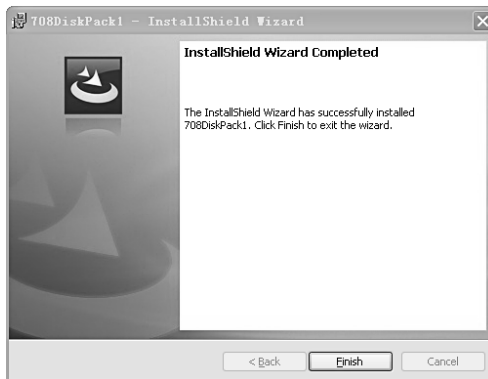 708DiskPack1 - InstallShield Wizard
InstallShield Wizard Completed
The InstallShield Wizard has successfully installed
708DiskPack1. Click Finish to exit the wizard.
< Back
Finish
Cancel